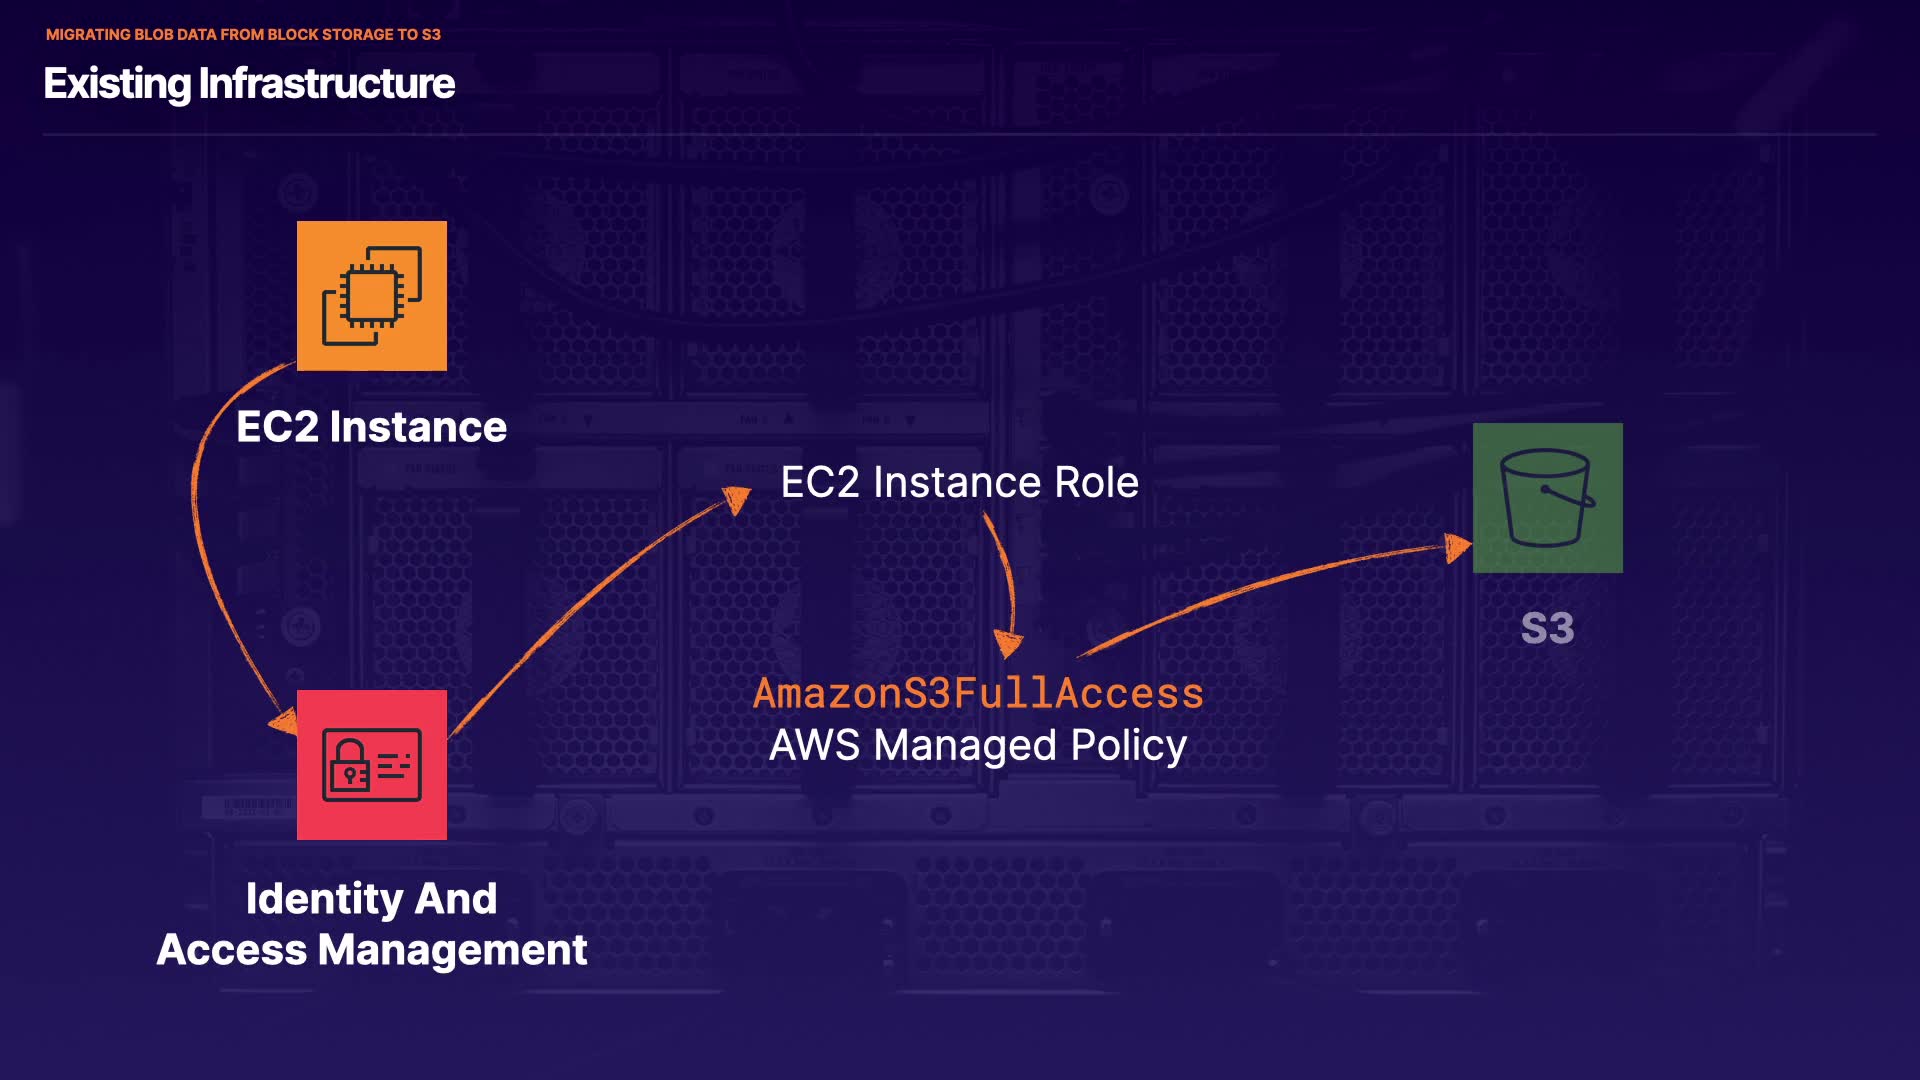 MIGRATING BLOB DATA FROM BLOCK STORAGE TO S3
Existing Infrastructure
EC2 Instance
EC2 Instance Role
S3
AmazonS3FullAccess
AWS Managed Policy
Identity And
Access Management